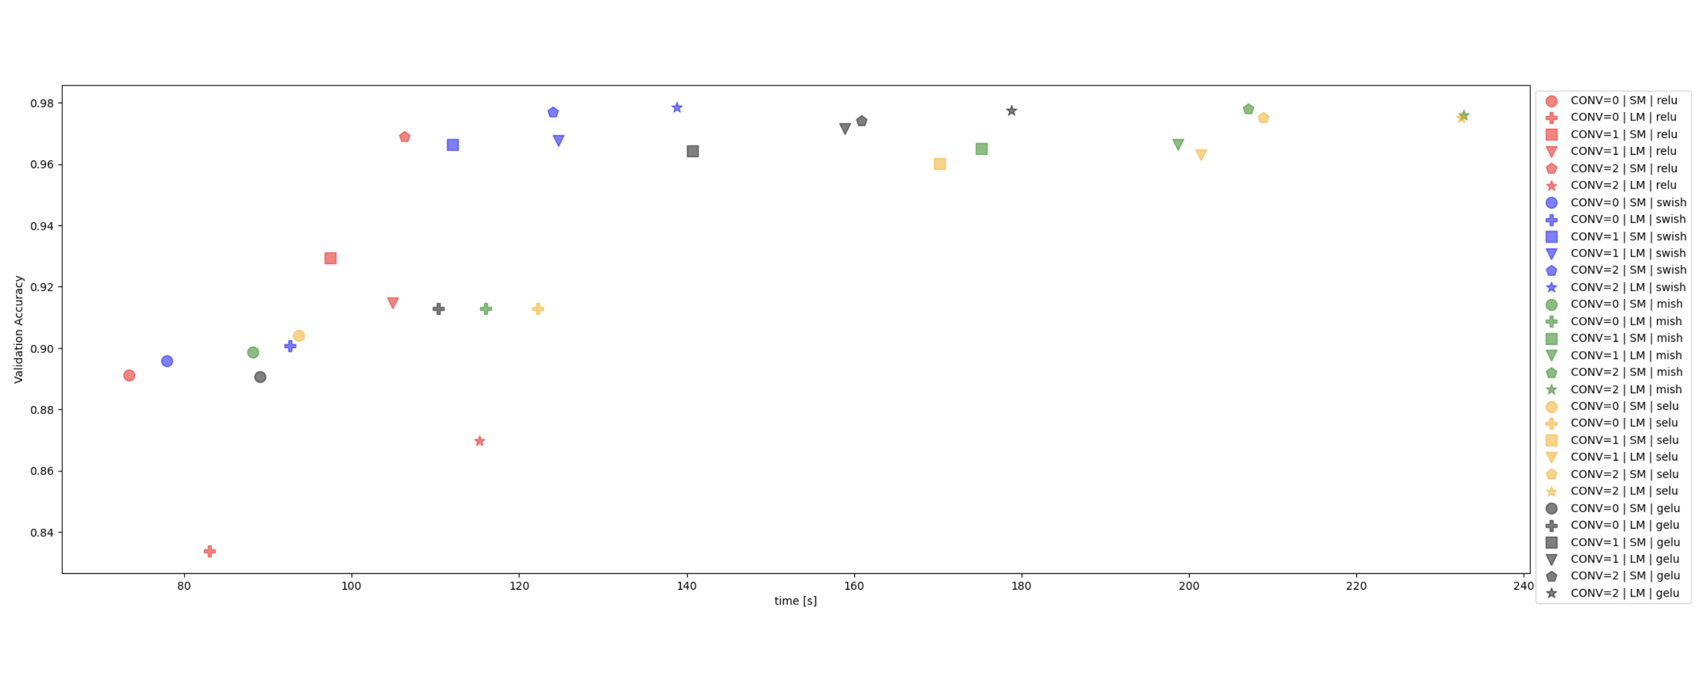 0.98
0.96
0.94
0.92
0.90
0.88
0.86
0.84
Validation Accuracy
80 100 120 140 160 180 200 220 240
time [s]
CONV=0 | SM | relu
CONV=0 | LM | relu
CONV=1 | SM | relu
CONV=1 | LM | relu
CONV=2 | SM | relu
CONV=2 | LM | relu
CONV=0 | SM | swish
CONV=0 | LM | swish
CONV=1 | SM | swish
CONV=1 | LM | swish
CONV=2 | SM | swish
CONV=2 | LM | swish
CONV=0 | SM | mish
CONV=0 | LM | mish
CONV=1 | SM | mish
CONV=1 | LM | mish
CONV=2 | SM | mish
CONV=2 | LM | mish
CONV=0 | SM | selu
CONV=0 | LM | selu
CONV=1 | SM | selu
CONV=1 | LM | selu
CONV=2 | SM | selu
CONV=2 | LM | selu
CONV=0 | SM | gelu
CONV=0 | LM | gelu
CONV=1 | SM | gelu
CONV=1 | LM | gelu
CONV=2 | SM | gelu
CONV=2 | LM | gelu